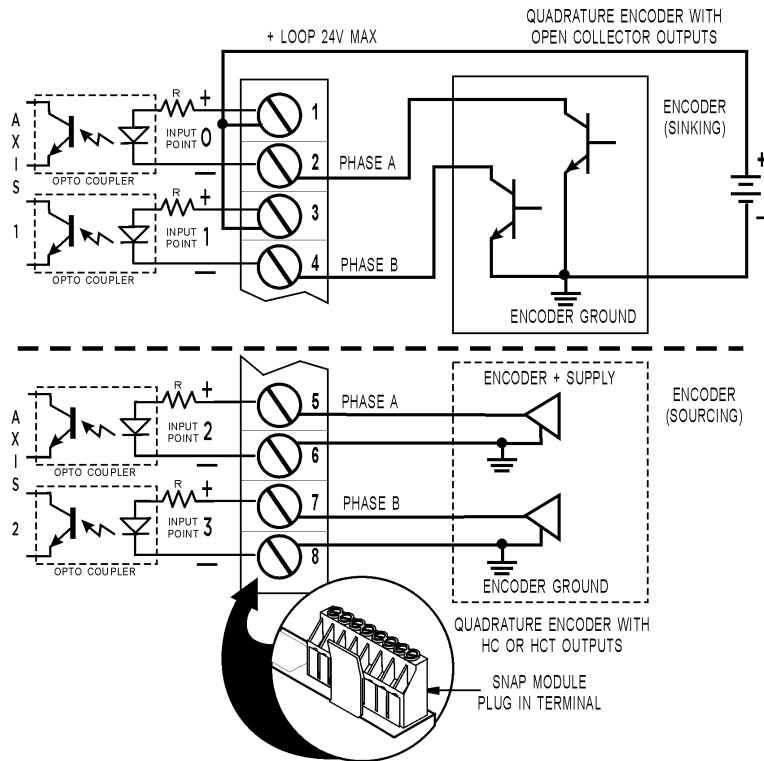 QUADRATURE ENCODER WITH
OPEN COLLECTOR OUTPUTS
+ LOOP 24V MAX
AXIS 1
R
+
INPUT
POINT 0
–
OPTO COUPLER
1
2
PHASE A
ENCODER
(SINKING)
+
–
R
+
INPUT
POINT 1
–
OPTO COUPLER
3
4
PHASE B
ENCODER GROUND
AXIS 2
R
+
INPUT
POINT 2
–
OPTO COUPLER
5
6
PHASE A
ENCODER + SUPPLY
ENCODER
(SOURCING)
R
+
INPUT
POINT 3
–
OPTO COUPLER
7
8
PHASE B
ENCODER GROUND
QUADRATURE ENCODER WITH
HC OR HCT OUTPUTS
SNAP MODULE
PLUG IN TERMINAL